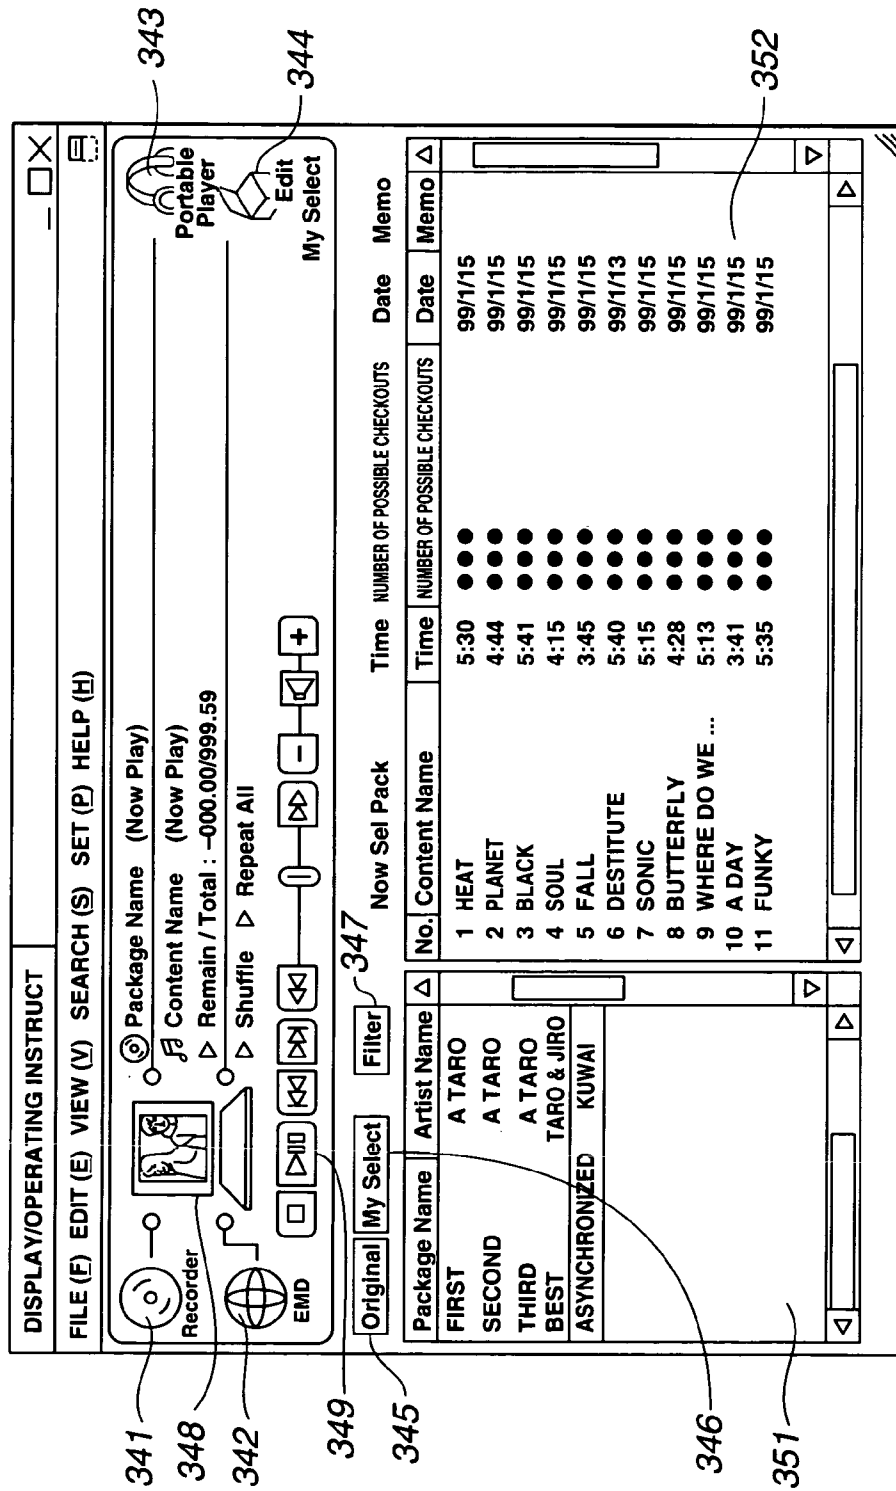 DISPLAY/OPERATING INSTRUCT
FILE (F) EDIT (E) VIEW (V) SEARCH (S) SET (P) HELP (H)
341
348
342
349
345
346
351
343
344
347
352
Recorder
EMD
Package Name (Now Play)
Content Name (Now Play)
▷ Remain / Total : –000.00/999.59
▷ Shuffle ▷ Repeat All
Portable
Player
Edit
My Select
Original
My Select
Filter
Now Sel Pack Time NUMBER OF POSSIBLE CHECKOUTS Date Memo
Package Name Artist Name
FIRST A TARO
SECOND A TARO
THIRD A TARO
BEST TARO & JIRO
ASYNCHRONIZED KUWAI
No. Content Name Time NUMBER OF POSSIBLE CHECKOUTS Date Memo
1 HEAT 5:30 ●●● 99/1/15
2 PLANET 4:44 ●●● 99/1/15
3 BLACK 5:41 ●●● 99/1/15
4 SOUL 4:15 ●●● 99/1/15
5 FALL 3:45 ●●● 99/1/15
6 DESTITUTE 5:40 ●●● 99/1/13
7 SONIC 5:15 ●●● 99/1/15
8 BUTTERFLY 4:28 ●●● 99/1/15
9 WHERE DO WE ... 5:13 ●●● 99/1/15
10 A DAY 3:41 ●●● 99/1/15
11 FUNKY 5:35 ●●● 99/1/15